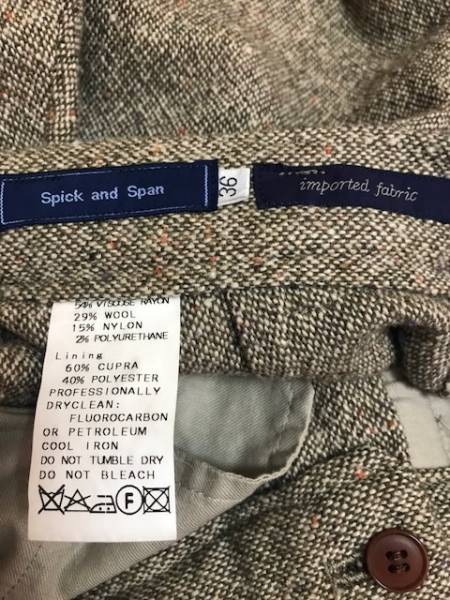 Spick and Span
36
imported fabric
54% VISCOSE RAYON
29% WOOL
15% NYLON
2% POLYURETHANE
Lining
60% CUPRA
40% POLYESTER
PROFESSIONALLY
DRYCLEAN:
FLUOROCARBON
OR PETROLEUM
COOL IRON
DO NOT TUMBLE DRY
DO NOT BLEACH
F